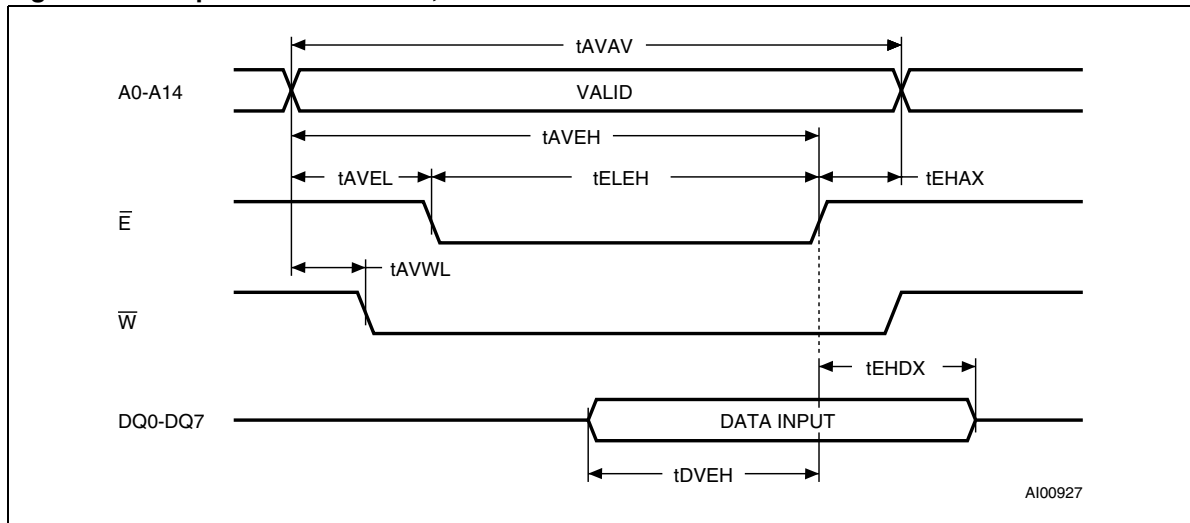 tAVAV
A0-A14
VALID
tAVEH
tAVEL
tELEH
tEHAX
E̅
tAVWL
W̅
tEHDX
DQ0-DQ7
DATA INPUT
tDVEH
AI00927